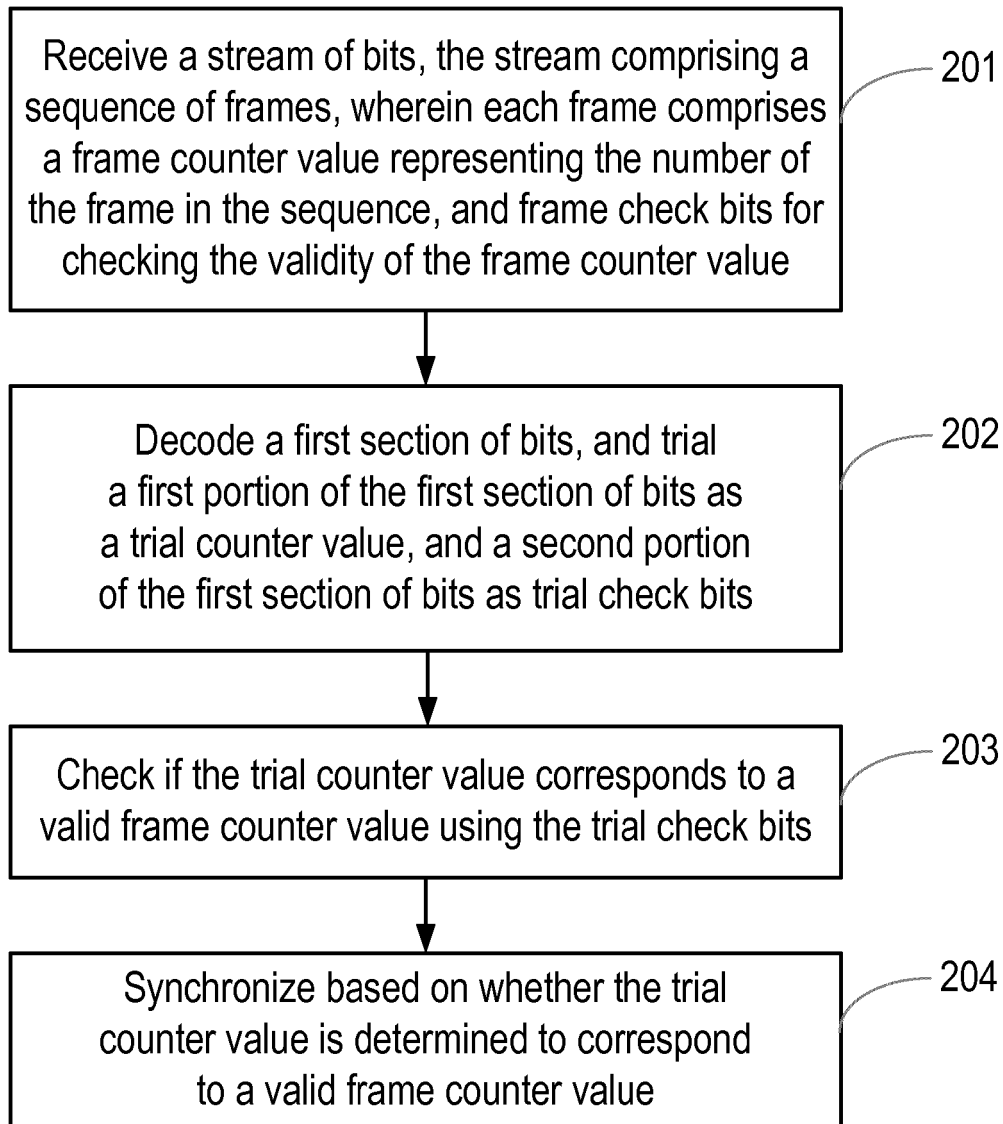 Receive a stream of bits, the stream comprising a
sequence of frames, wherein each frame comprises
a frame counter value representing the number of
the frame in the sequence, and frame check bits for
checking the validity of the frame counter value
201
Decode a first section of bits, and trial
a first portion of the first section of bits as
a trial counter value, and a second portion
of the first section of bits as trial check bits
202
Check if the trial counter value corresponds to a
valid frame counter value using the trial check bits
203
Synchronize based on whether the trial
counter value is determined to correspond
to a valid frame counter value
204